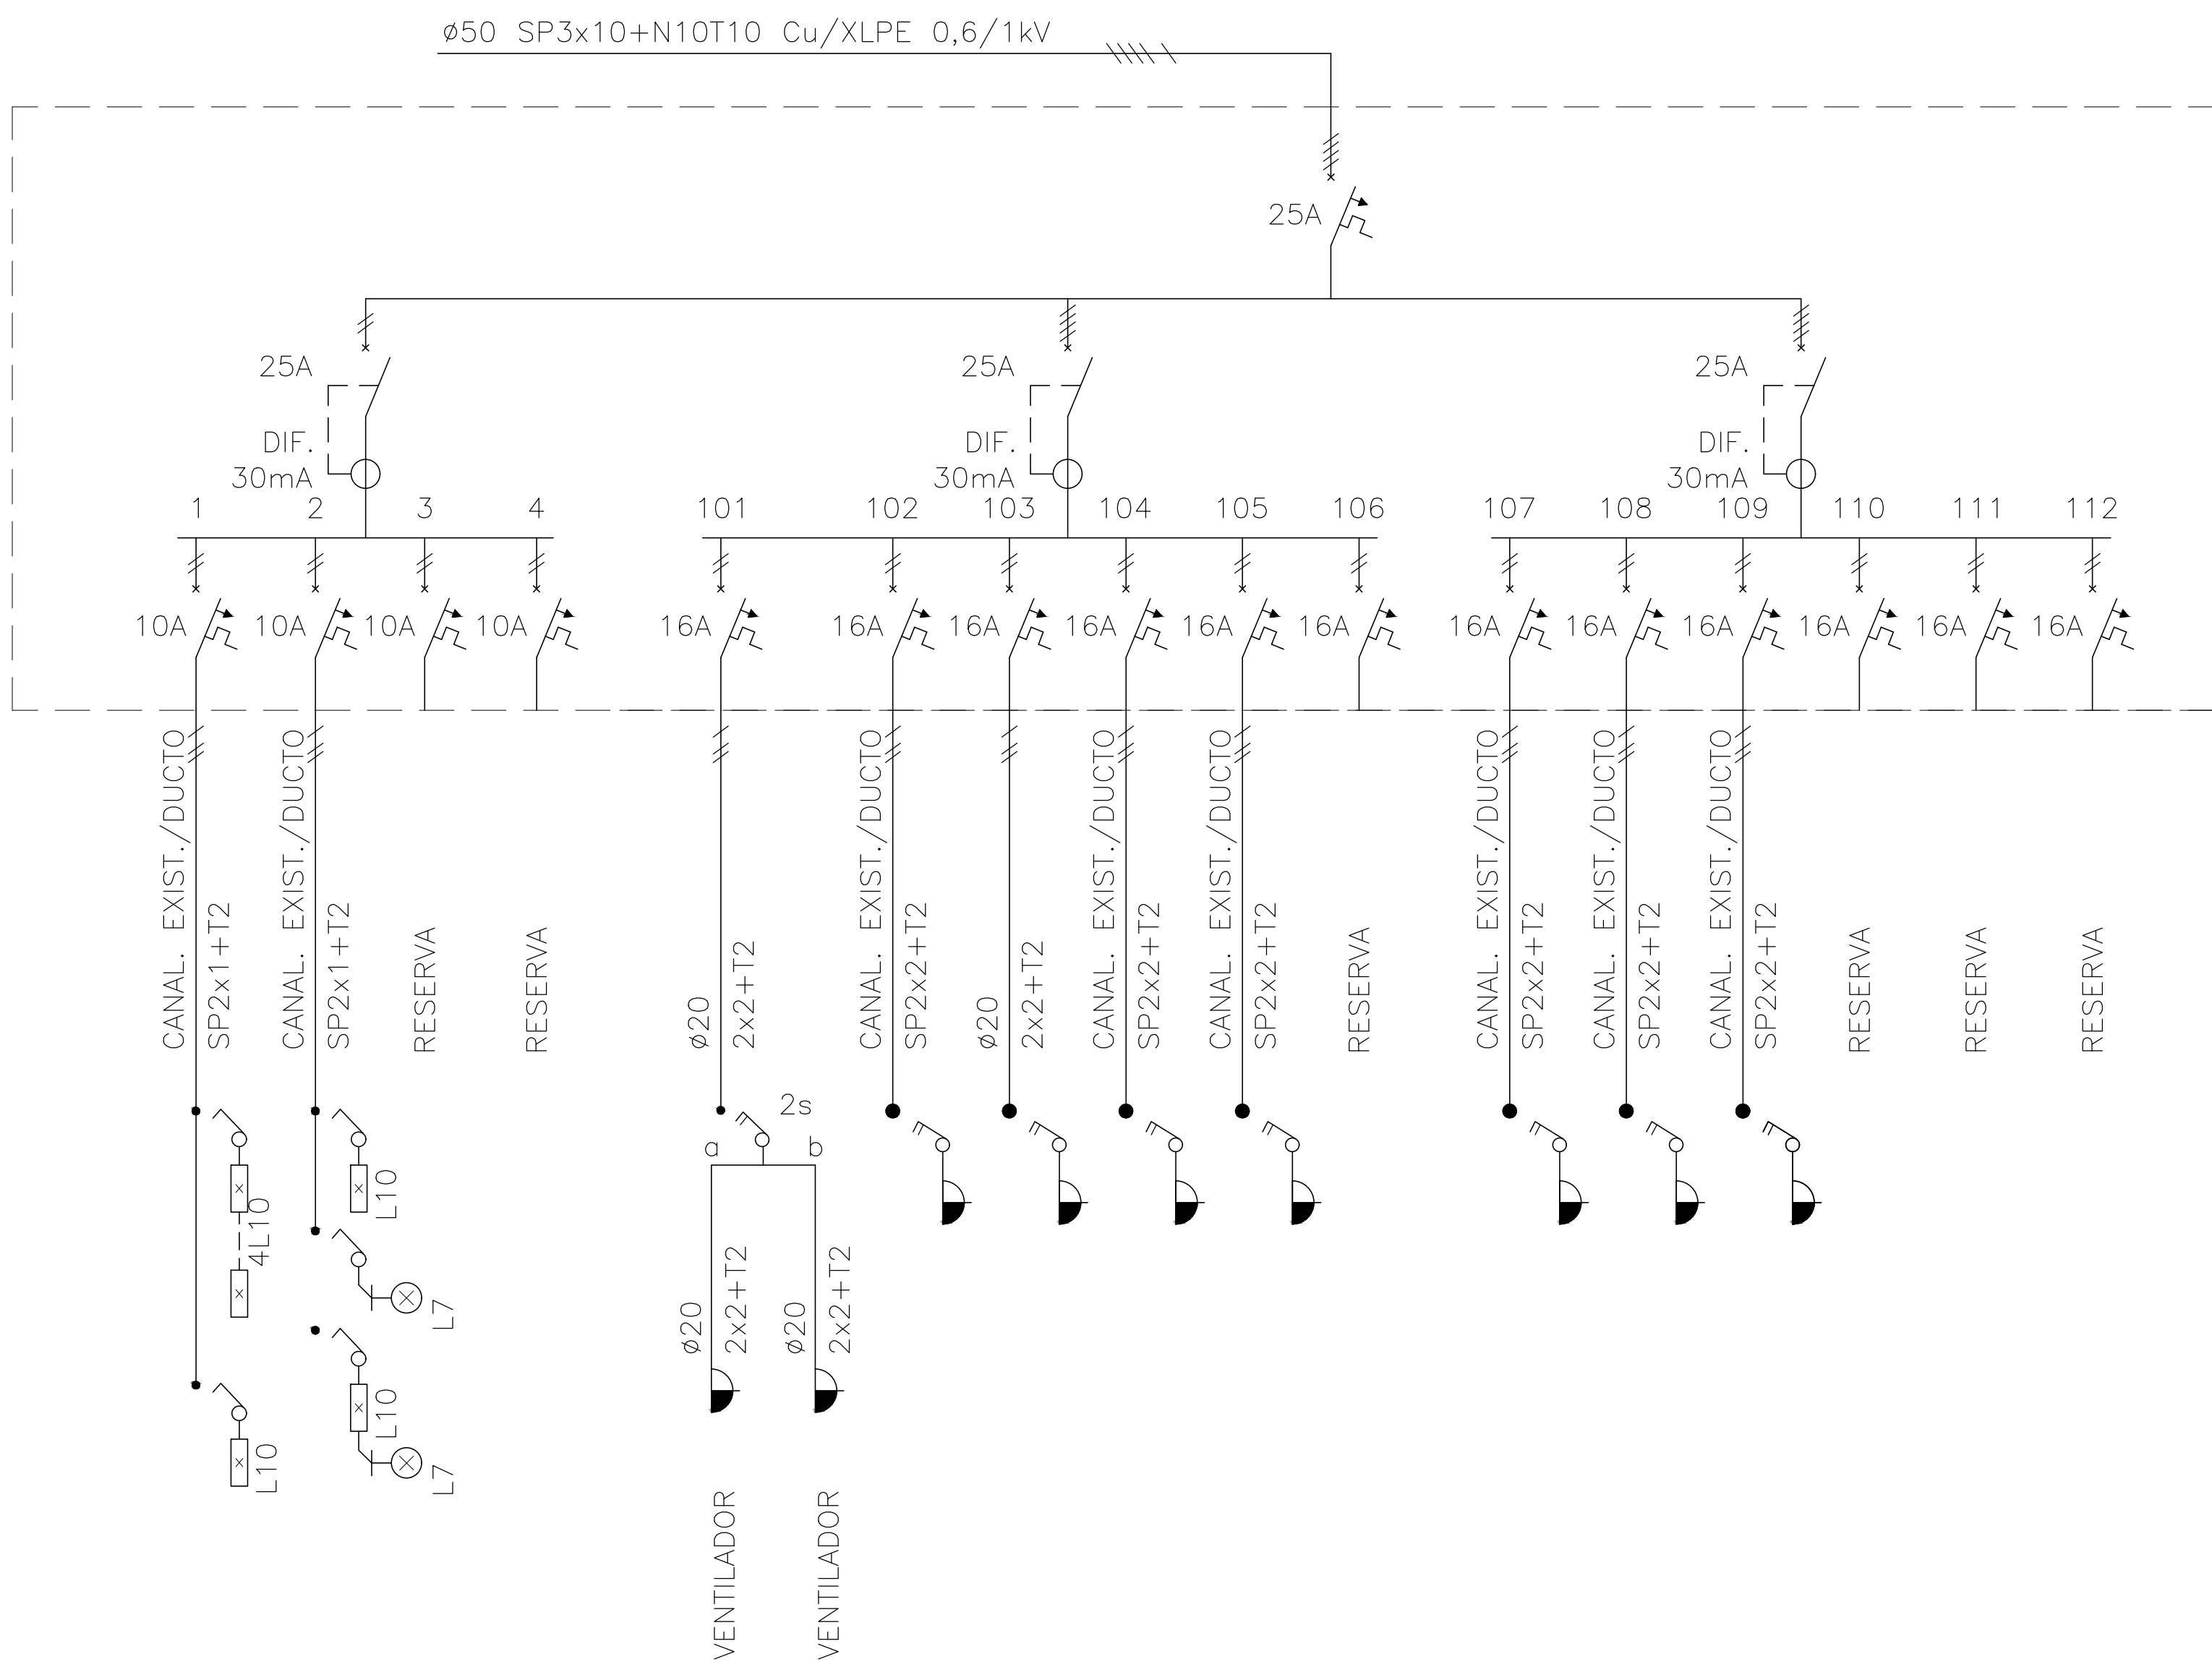 ø50 SP3x10+N10T10 Cu/XLPE 0,6/1kV
25A
25A
25A
25A
DIF.
DIF.
DIF.
30mA
30mA
30mA
1 2 3 4 101 102 103 104 105 106 107 108 109 110 111 112
10A 10A 10A 10A 16A 16A 16A 16A 16A 16A 16A 16A 16A 16A 16A 16A
CANAL. EXIST./DUCTO
SP2x1+T2
CANAL. EXIST./DUCTO
SP2x1+T2
RESERVA
RESERVA
ø20
2x2+T2
CANAL. EXIST./DUCTO
SP2x2+T2
ø20
2x2+T2
CANAL. EXIST./DUCTO
SP2x2+T2
CANAL. EXIST./DUCTO
SP2x2+T2
RESERVA
CANAL. EXIST./DUCTO
SP2x2+T2
CANAL. EXIST./DUCTO
SP2x2+T2
CANAL. EXIST./DUCTO
SP2x2+T2
RESERVA
RESERVA
RESERVA
2s
a
b
4L10
L10
L10
L7
L10
L7
ø20
2x2+T2
ø20
2x2+T2
VENTILADOR
VENTILADOR